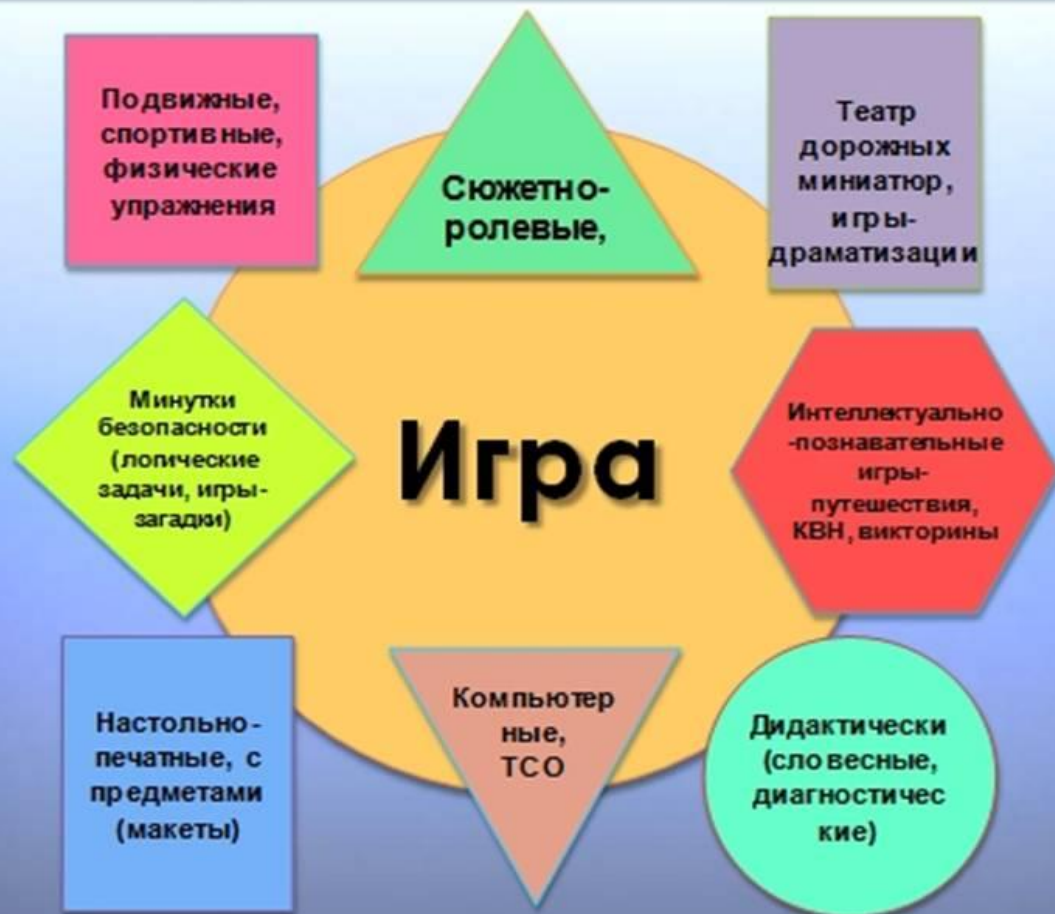 Подвижные,
спортивные,
физические
упражнения
Сюжетно-
ролевые,
Театр
дорожных
миниатюр,
игры-
драматизации
Минутки
безопасности
(логические
задачи, игры-
загадки)
Игра
Интеллектуально
-познавательные
игры-
путешествия,
КВН, викторины
Настольно-
печатные, с
предметами
(макеты)
Компьютер
ные,
ТСО
Дидактически
(словесные,
диагностичес
кие)